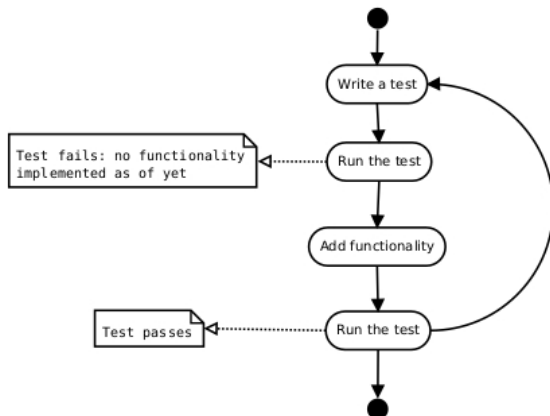 Write a test
Test fails: no functionality
implemented as of yet
Run the test
Add functionality
Test passes
Run the test